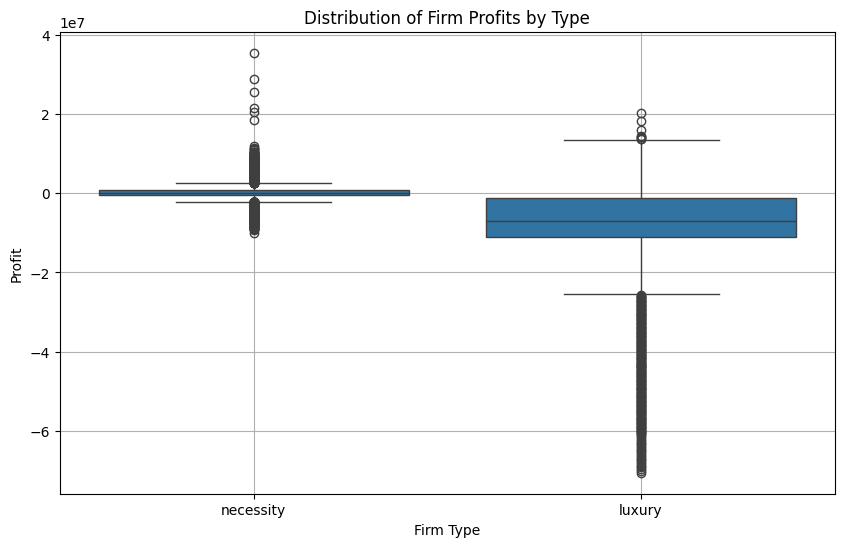 Distribution of Firm Profits by Type
1e7
4
2
0
−2
−4
−6
Profit
necessity
luxury
Firm Type